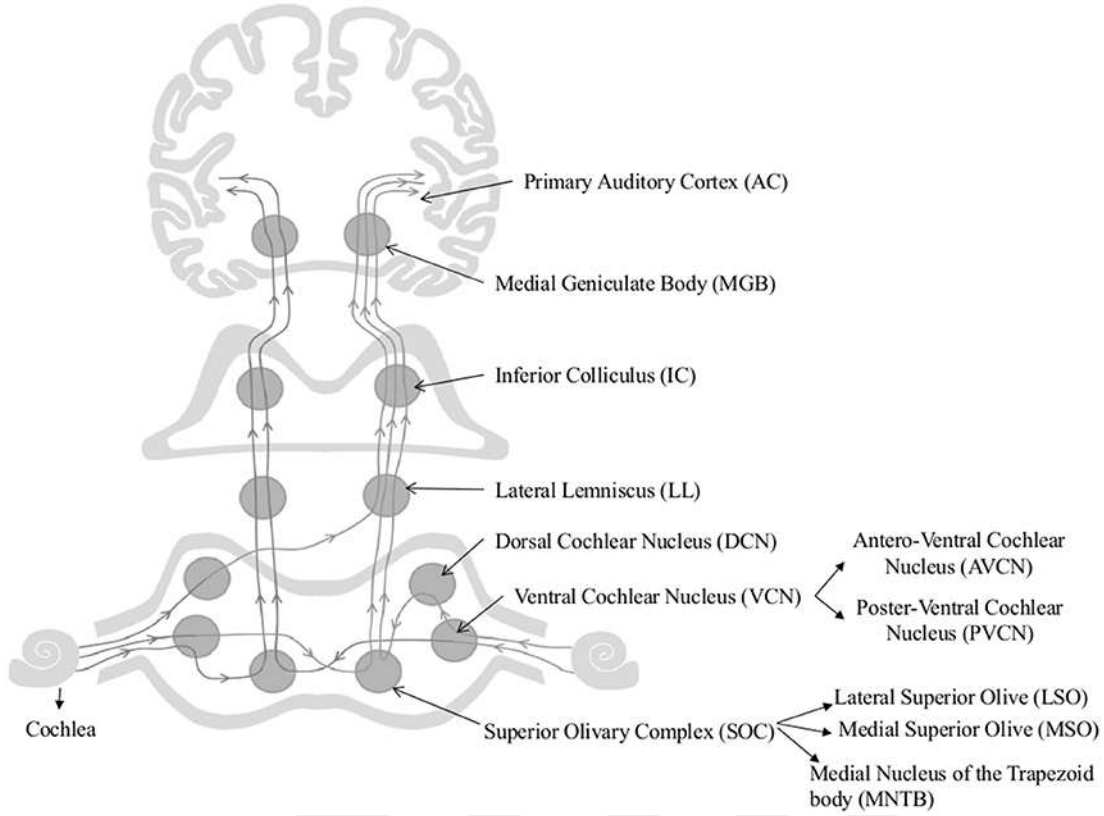 Primary Auditory Cortex (AC)
Medial Geniculate Body (MGB)
Inferior Colliculus (IC)
Lateral Lemniscus (LL)
Dorsal Cochlear Nucleus (DCN)
Ventral Cochlear Nucleus (VCN)
Antero-Ventral Cochlear
Nucleus (AVCN)
Poster-Ventral Cochlear
Nucleus (PVCN)
Cochlea
Superior Olivary Complex (SOC)
Lateral Superior Olive (LSO)
Medial Superior Olive (MSO)
Medial Nucleus of the Trapezoid
body (MNTB)